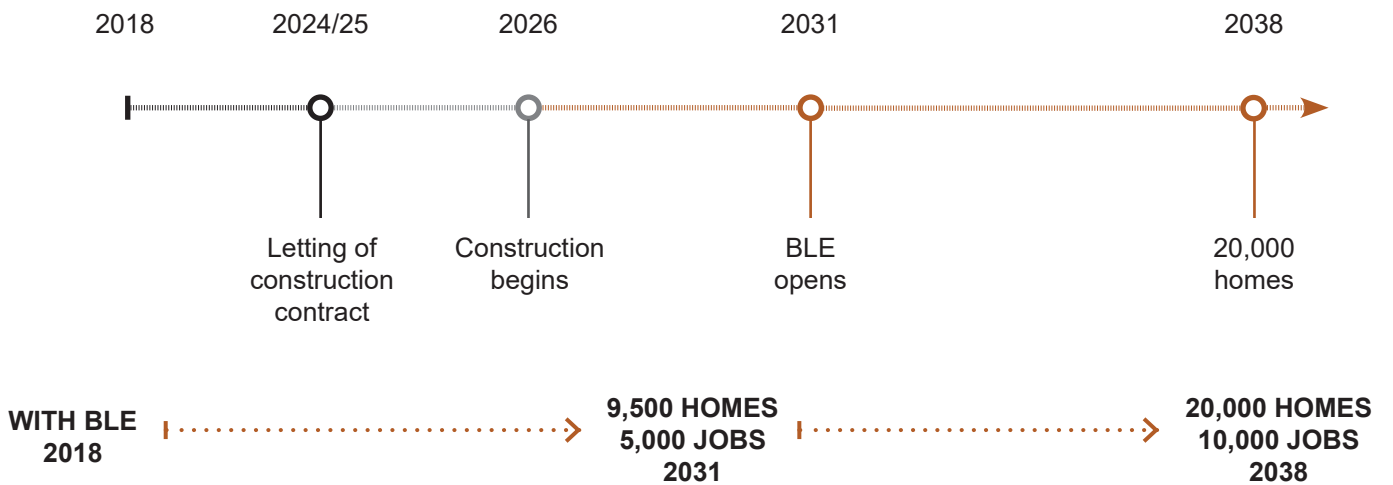 2018
2024/25
2026
2031
2038
Letting of
construction
contract
Construction
begins
BLE
opens
20,000
homes
WITH BLE
2018
9,500 HOMES
5,000 JOBS
2031
20,000 HOMES
10,000 JOBS
2038